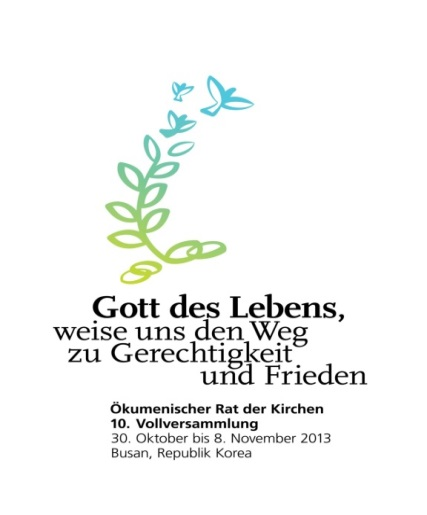 Gott des Lebens,
weise uns den Weg
zu Gerechtigkeit
und Frieden
Ökumenischer Rat der Kirchen
10. Vollversammlung
30. Oktober bis 8. November 2013
Busan, Republik Korea